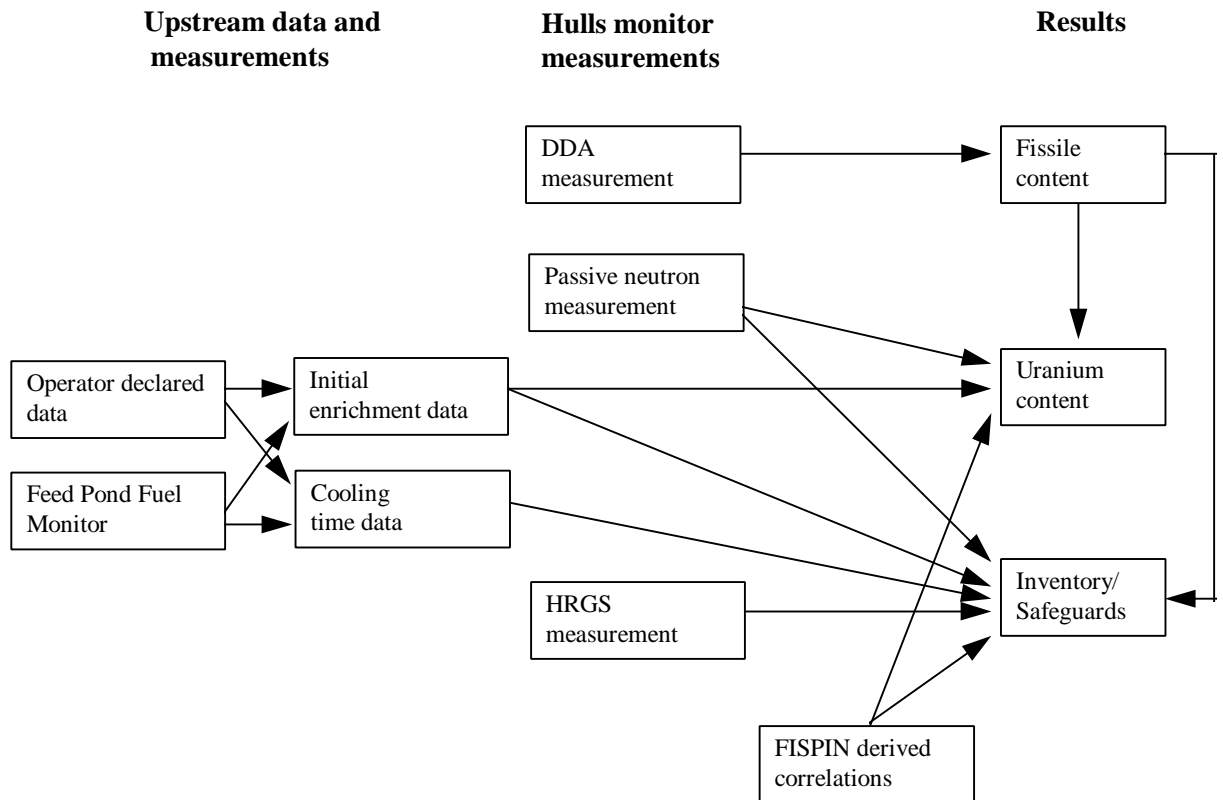 Upstream data and
measurements
Hulls monitor
measurements
Results
DDA
measurement
Fissile
content
Passive neutron
measurement
Operator declared
data
Initial
enrichment data
Uranium
content
Feed Pond Fuel
Monitor
Cooling
time data
HRGS
measurement
Inventory/
Safeguards
FISPIN derived
correlations